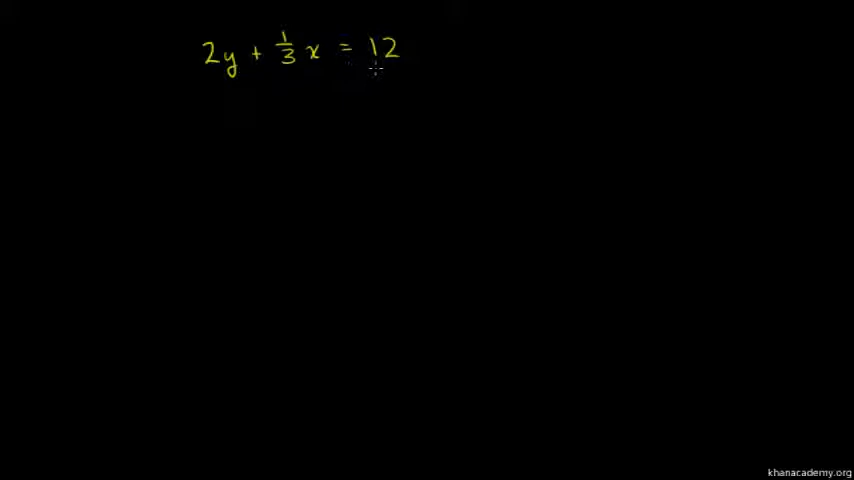 2y + 1/3 x = 12
khanacademy.org